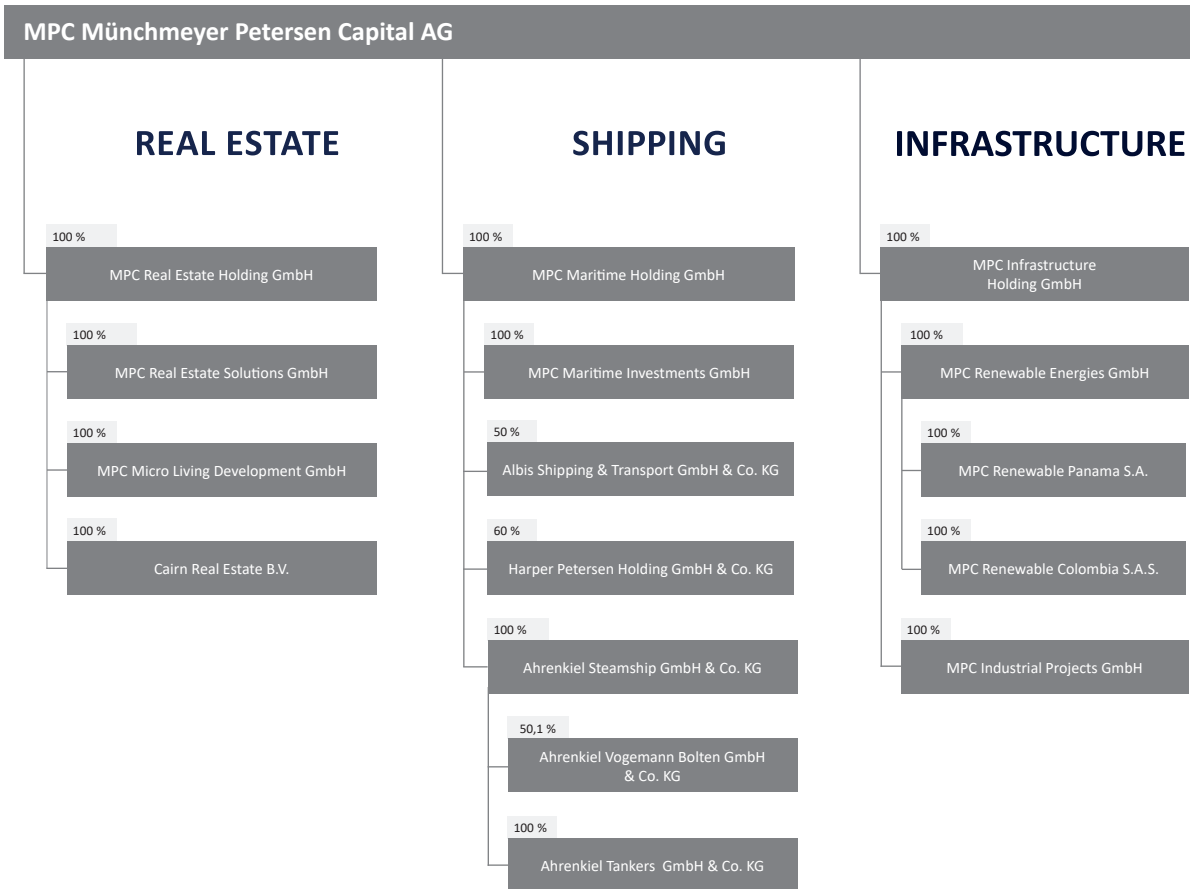 MPC Münchmeyer Petersen Capital AG
REAL ESTATE
100 %
MPC Real Estate Holding GmbH
100 %
MPC Real Estate Solutions GmbH
100 %
MPC Micro Living Development GmbH
100 %
Cairn Real Estate B.V.
SHIPPING
100 %
MPC Maritime Holding GmbH
100 %
MPC Maritime Investments GmbH
50 %
Albis Shipping & Transport GmbH & Co. KG
60 %
Harper Petersen Holding GmbH & Co. KG
100 %
Ahrenkiel Steamship GmbH & Co. KG
50,1 %
Ahrenkiel Vogemann Bolten GmbH
& Co. KG
100 %
Ahrenkiel Tankers GmbH & Co. KG
INFRASTRUCTURE
100 %
MPC Infrastructure
Holding GmbH
100 %
MPC Renewable Energies GmbH
100 %
MPC Renewable Panama S.A.
100 %
MPC Renewable Colombia S.A.S.
100 %
MPC Industrial Projects GmbH